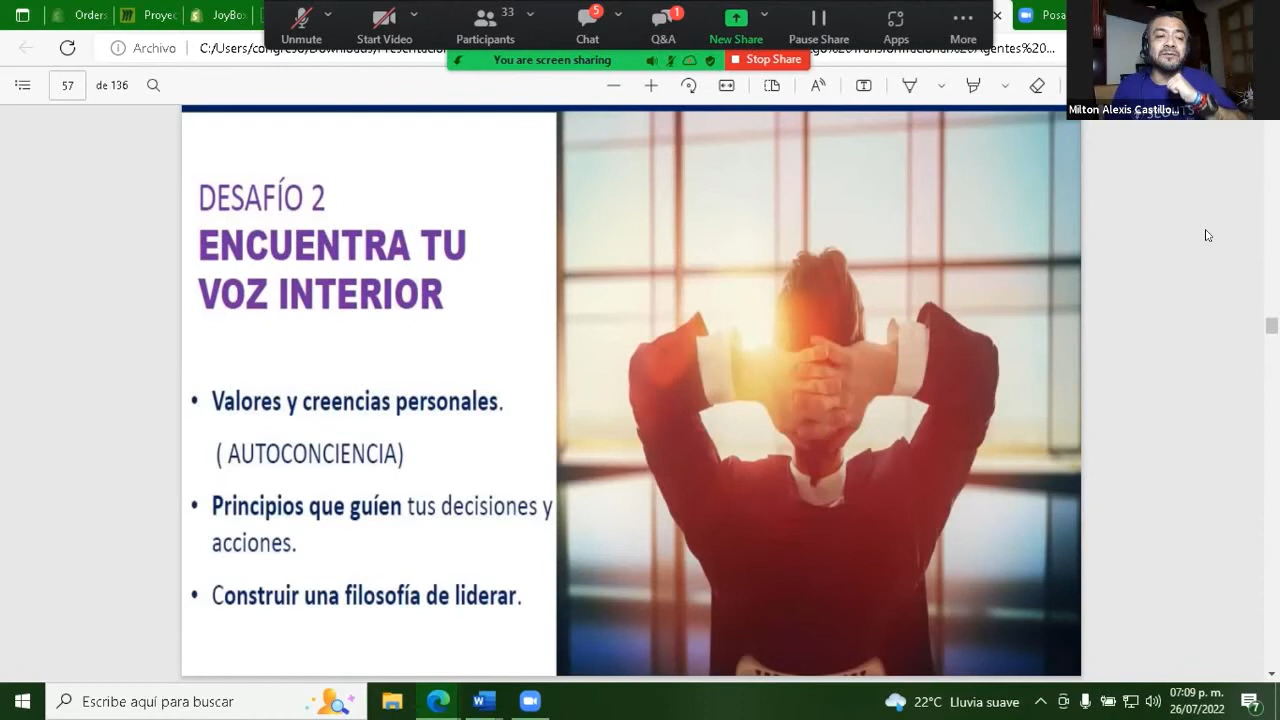 Orders
Proye
JoyBox
Posa
Unmute
Start Video
Participants
33
Chat
5
Q&A
1
New Share
Pause Share
Apps
More
You are screen sharing
Stop Share
Archivo
57
de 136
Milton Alexis Castillo...
DESAFÍO 2
ENCUENTRA TU
VOZ INTERIOR
• Valores y creencias personales.
( AUTOCONCIENCIA)
• Principios que guíen tus decisiones y
acciones.
• Construir una filosofía de liderar.
Escribe aquí para buscar
22°C Lluvia suave
07:09 p. m.
26/07/2022
7